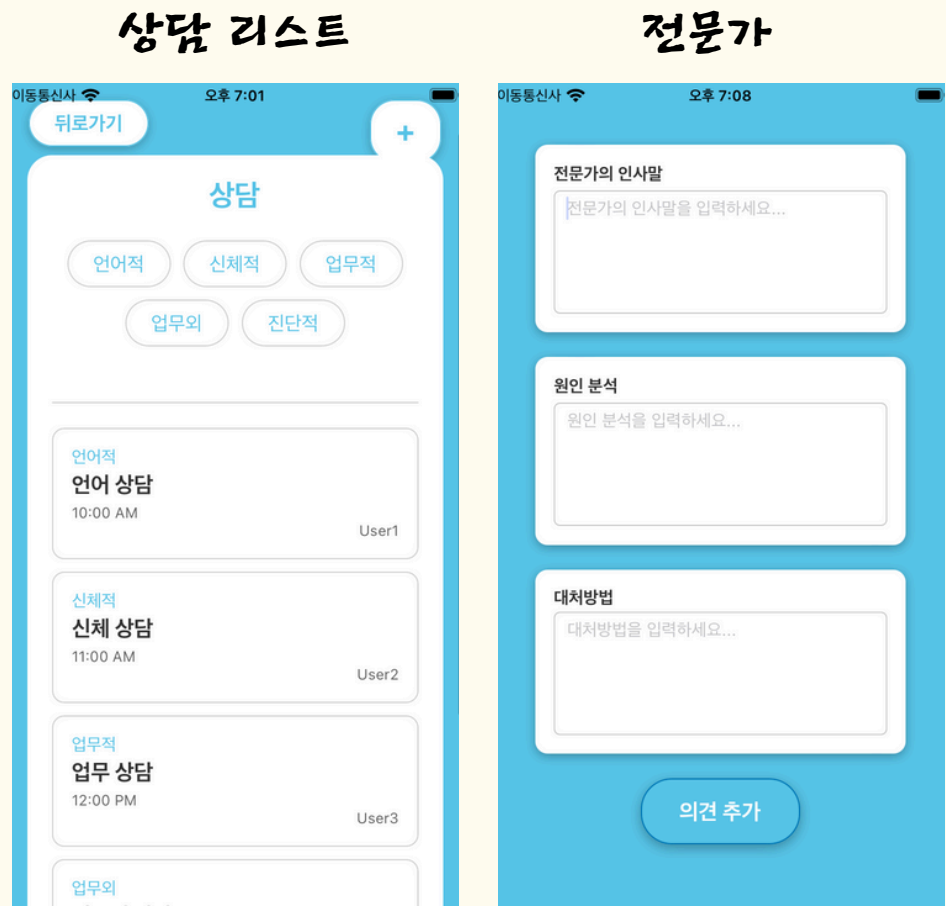 상담 리스트
이동통신사 오후 7:01
뒤로가기
+
상담
언어적 신체적 업무적
업무외 진단적
언어적
언어 상담
10:00 AM
User1
신체적
신체 상담
11:00 AM
User2
업무적
업무 상담
12:00 PM
User3
업무외
전문가
이동통신사 오후 7:08
전문가의 인사말
전문가의 인사말을 입력하세요...
원인 분석
원인 분석을 입력하세요...
대처방법
대처방법을 입력하세요...
의견 추가